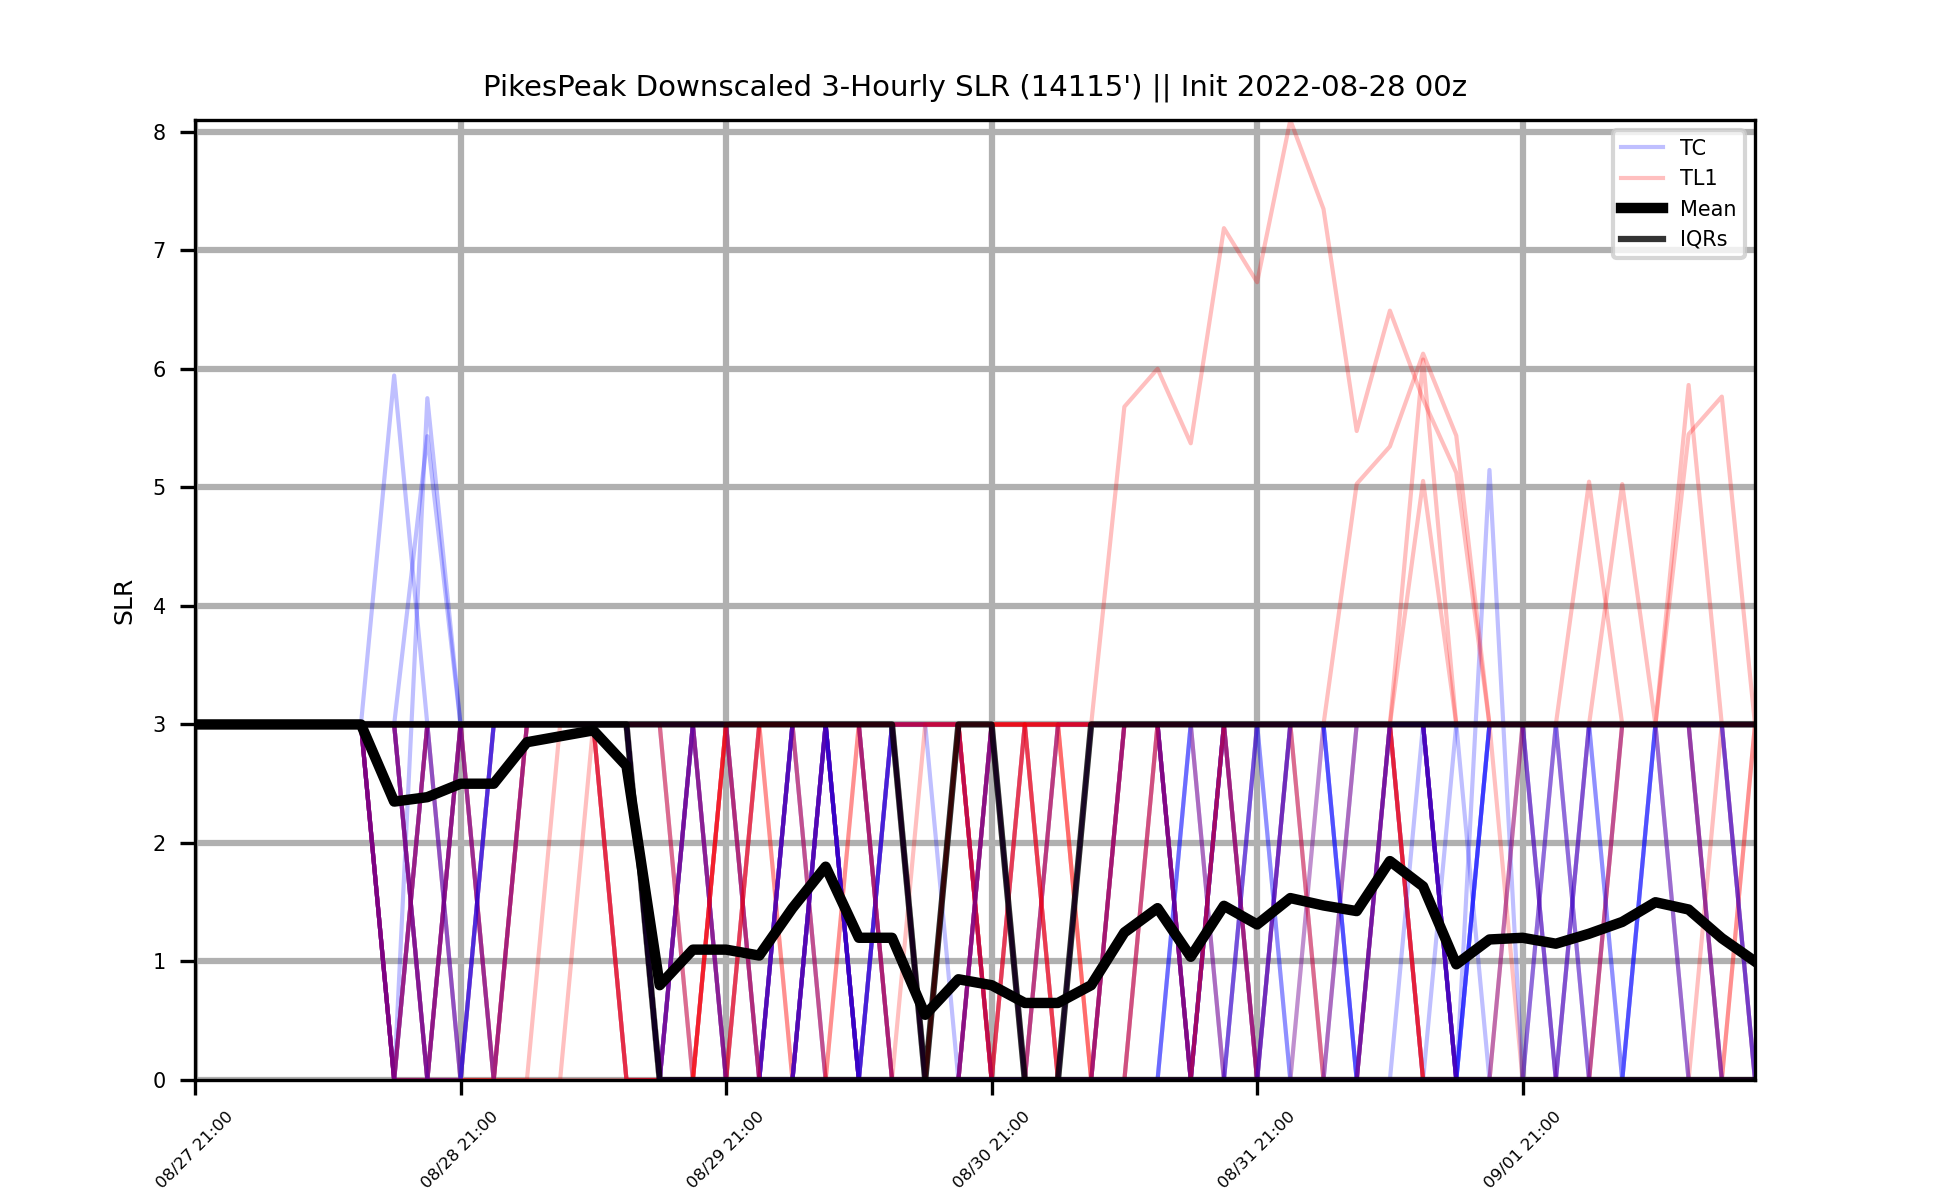 PikesPeak Downscaled 3-Hourly SLR (14115') || Init 2022-08-28 00z
TC
TL1
Mean
IQRs
SLR
8
7
6
5
4
3
2
1
0
08/27 21:00
08/28 21:00
08/29 21:00
08/30 21:00
08/31 21:00
09/01 21:00